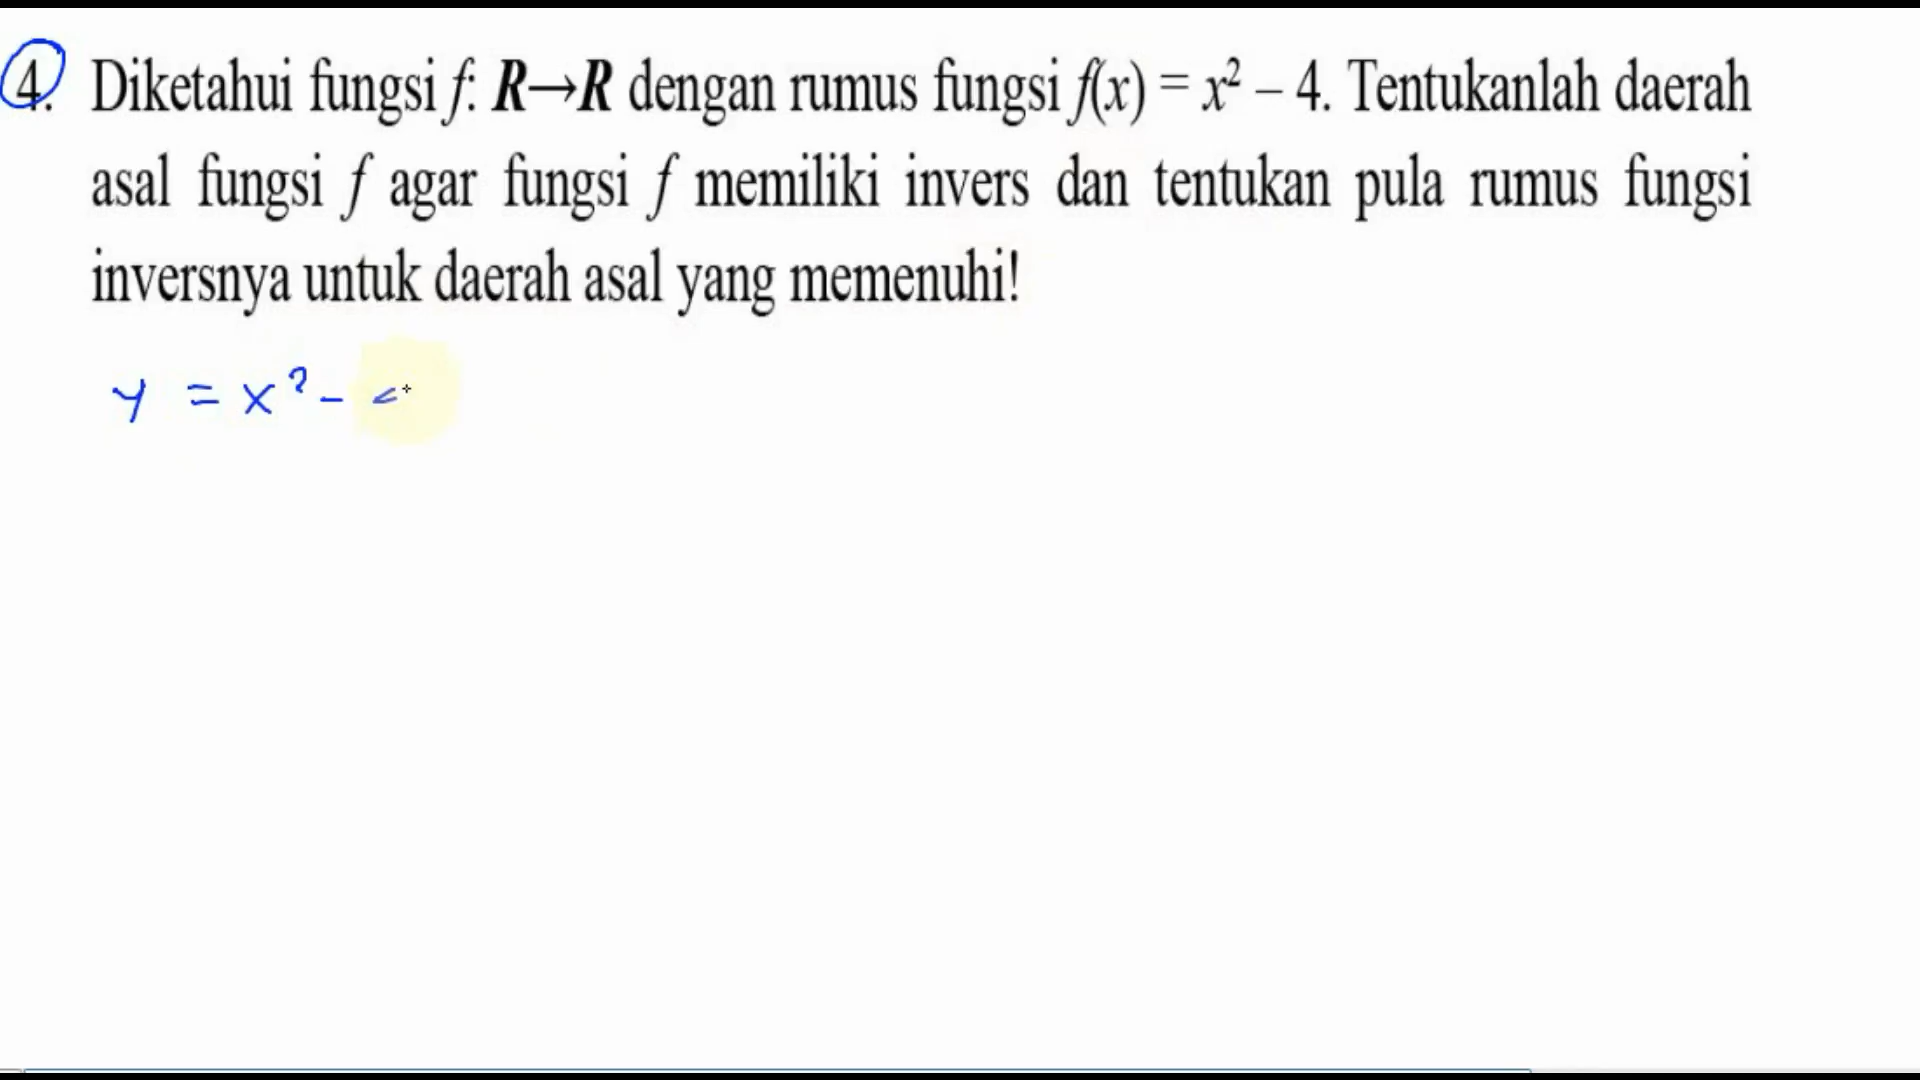 4. Diketahui fungsi f: R→R dengan rumus fungsi f(x) = x² – 4. Tentukanlah daerah
asal fungsi f agar fungsi f memiliki invers dan tentukan pula rumus fungsi
inversnya untuk daerah asal yang memenuhi!
y = x² -